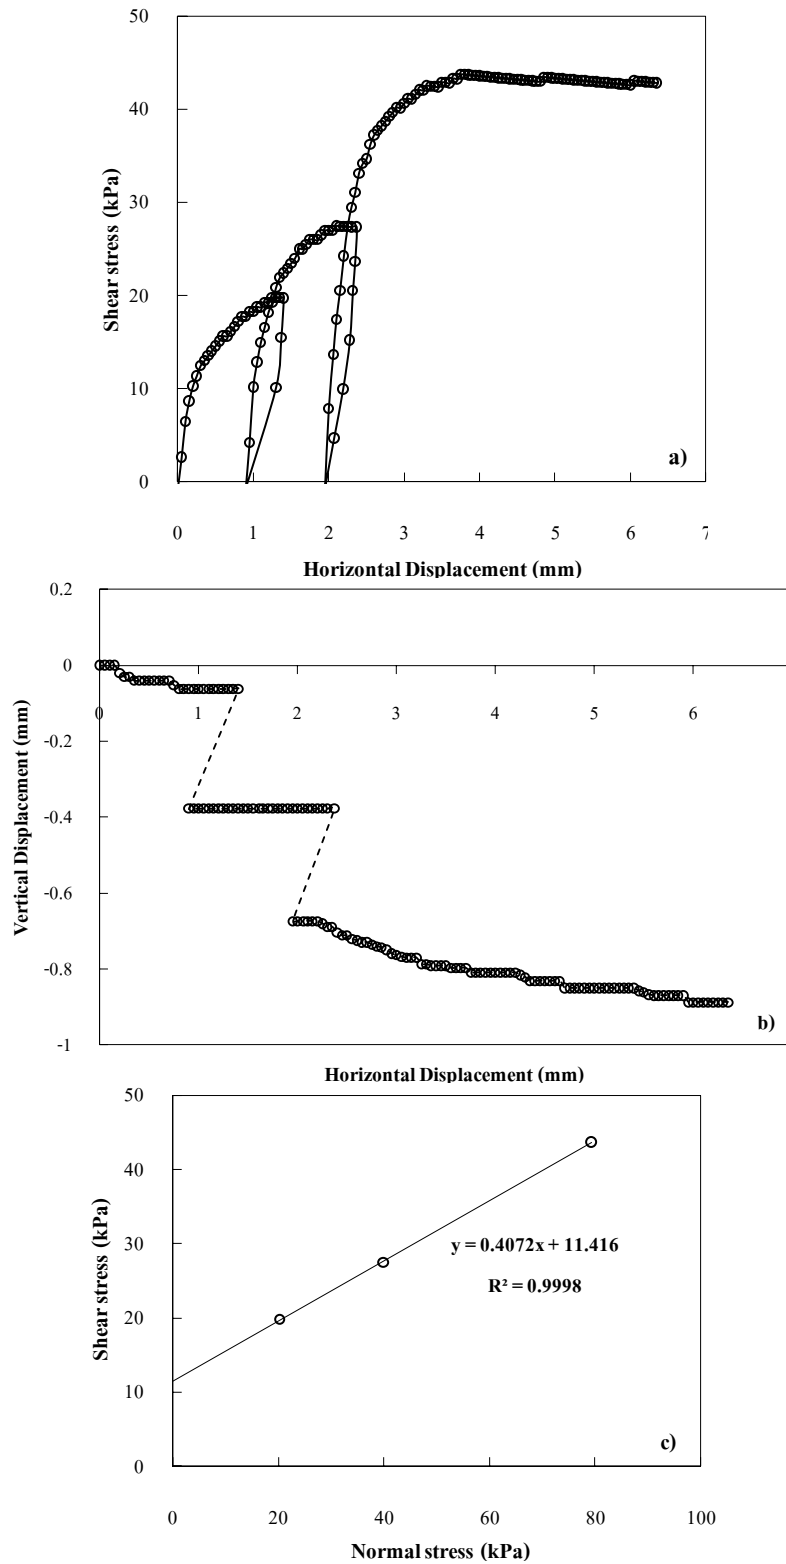 50
40
30
20
10
0
Shear stress (kPa)
a)
0 1 2 3 4 5 6 7
Horizontal Displacement (mm)
0.2
0
-0.2
-0.4
-0.6
-0.8
-1
Vertical Displacement (mm)
0 1 2 3 4 5 6
b)
Horizontal Displacement (mm)
50
40
30
20
10
0
Shear stress (kPa)
y = 0.4072x + 11.416
R² = 0.9998
c)
0 20 40 60 80 100
Normal stress (kPa)